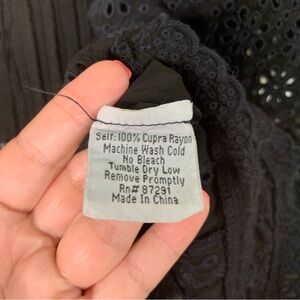 Self: 100% Cupra Rayon
Machine Wash Cold
No Bleach
Tumble Dry Low
Remove Promptly
Rn# 87291
Made In China